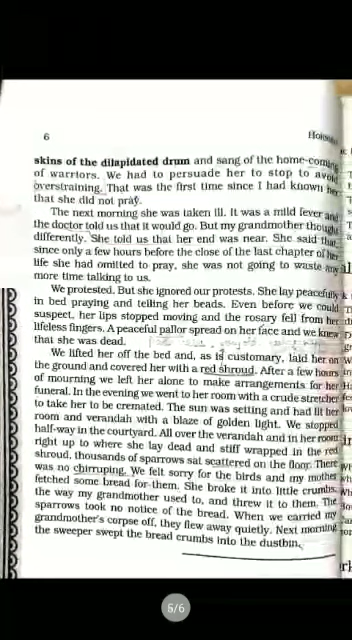 6
skins of the dilapidated drum and sang of the home-coming
of warriors. We had to persuade her to stop to avoid
overstraining. That was the first time since I had known her
that she did not pray.
The next morning she was taken ill. It was a mild fever and
the doctor told us that it would go. But my grandmother thought
differently. She told us that her end was near. She said that
since only a few hours before the close of the last chapter of her
life she had omitted to pray, she was not going to waste any
more time talking to us.
We protested. But she ignored our protests. She lay peacefully
in bed praying and telling her beads. Even before we could
suspect, her lips stopped moving and the rosary fell from her
lifeless fingers. A peaceful pallor spread on her face and we knew
that she was dead.
We lifted her off the bed and, as is customary, laid her on
the ground and covered her with a red shroud. After a few hours
of mourning we left her alone to make arrangements for her
funeral. In the evening we went to her room with a crude stretcher
to take her to be cremated. The sun was setting and had lit her
room and verandah with a blaze of golden light. We stopped
half-way in the courtyard. All over the verandah and in her room
right up to where she lay dead and stiff wrapped in the red
shroud, thousands of sparrows sat scattered on the floor. There
was no chirruping. We felt sorry for the birds and my mother
fetched some bread for them. She broke it into little crumbs,
the way my grandmother used to, and threw it to them. The
sparrows took no notice of the bread. When we carried my
grandmother's corpse off, they flew away quietly. Next morning
the sweeper swept the bread crumbs into the dustbin.
5/6